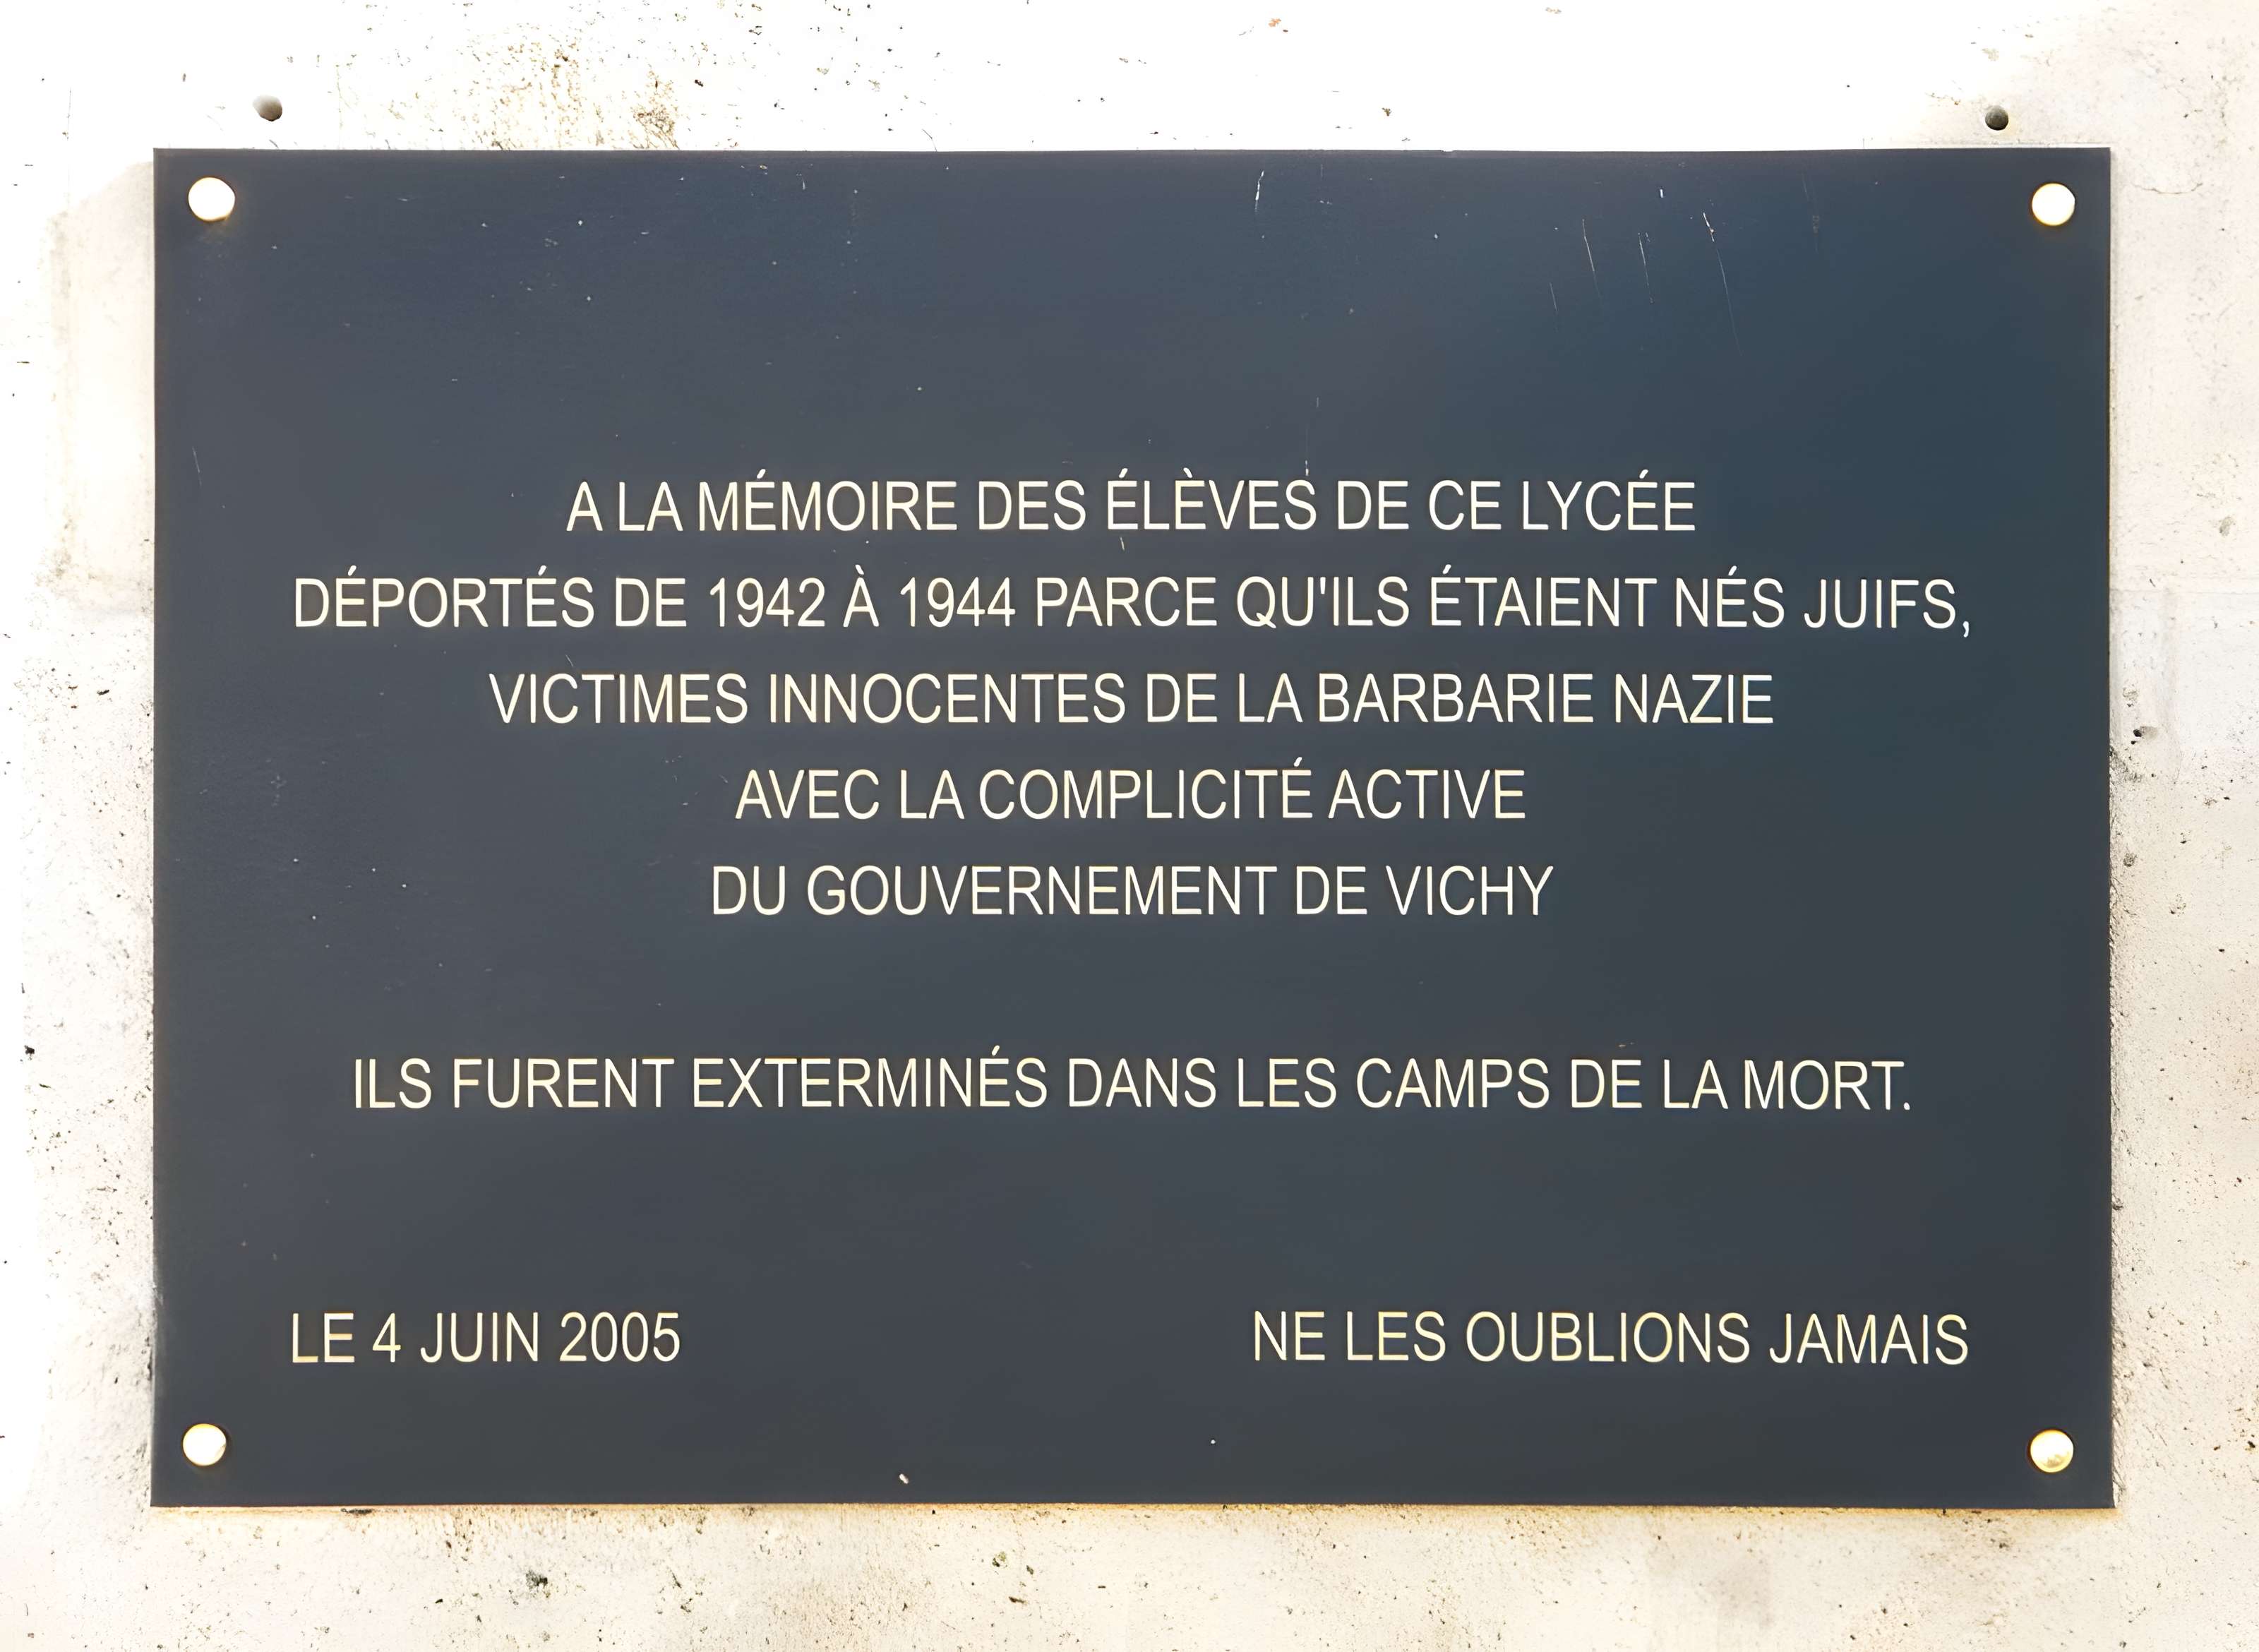 A LA MÉMOIRE DES ÉLÈVES DE CE LYCÉE
DÉPORTÉS DE 1942 À 1944 PARCE QU'ILS ÉTAIENT NÉS JUIFS,
VICTIMES INNOCENTES DE LA BARBARIE NAZIE
AVEC LA COMPLICITÉ ACTIVE
DU GOUVERNEMENT DE VICHY
ILS FURENT EXTERMINÉS DANS LES CAMPS DE LA MORT.
LE 4 JUIN 2005 NE LES OUBLIONS JAMAIS